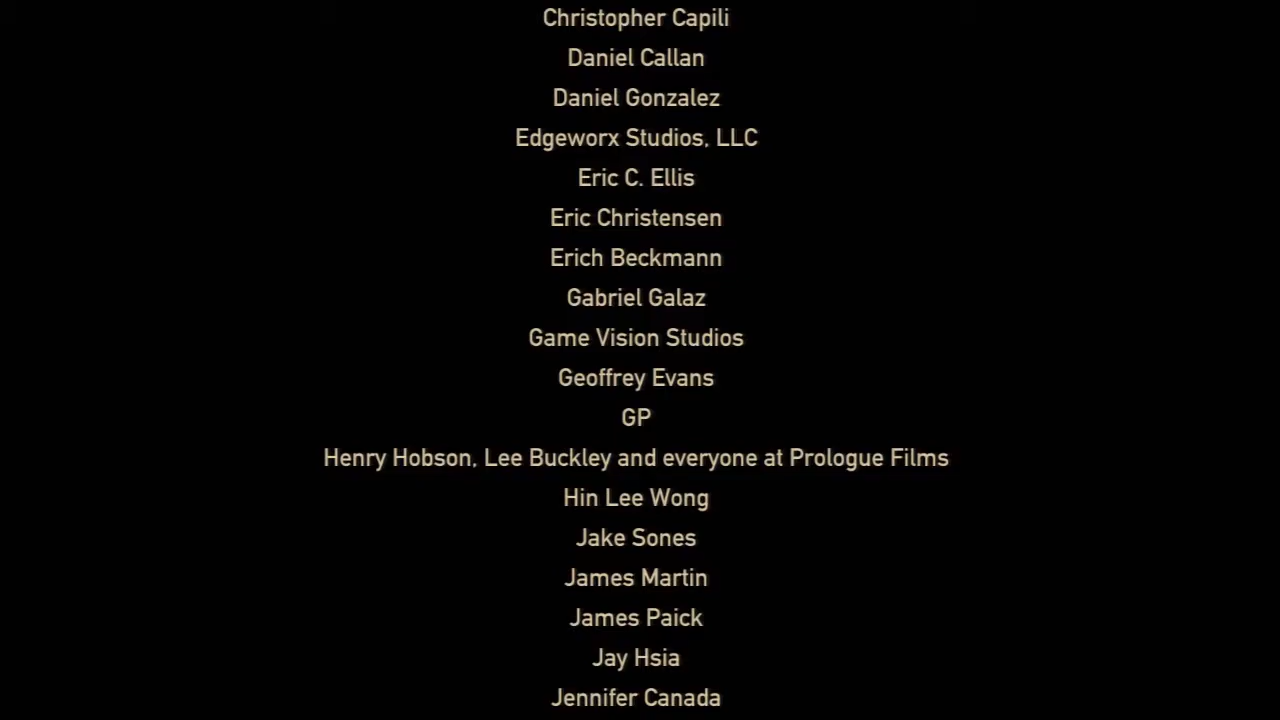 Christopher Capili
Daniel Callan
Daniel Gonzalez
Edgeworx Studios, LLC
Eric C. Ellis
Eric Christensen
Erich Beckmann
Gabriel Galaz
Game Vision Studios
Geoffrey Evans
GP
Henry Hobson, Lee Buckley and everyone at Prologue Films
Hin Lee Wong
Jake Sones
James Martin
James Paick
Jay Hsia
Jennifer Canada